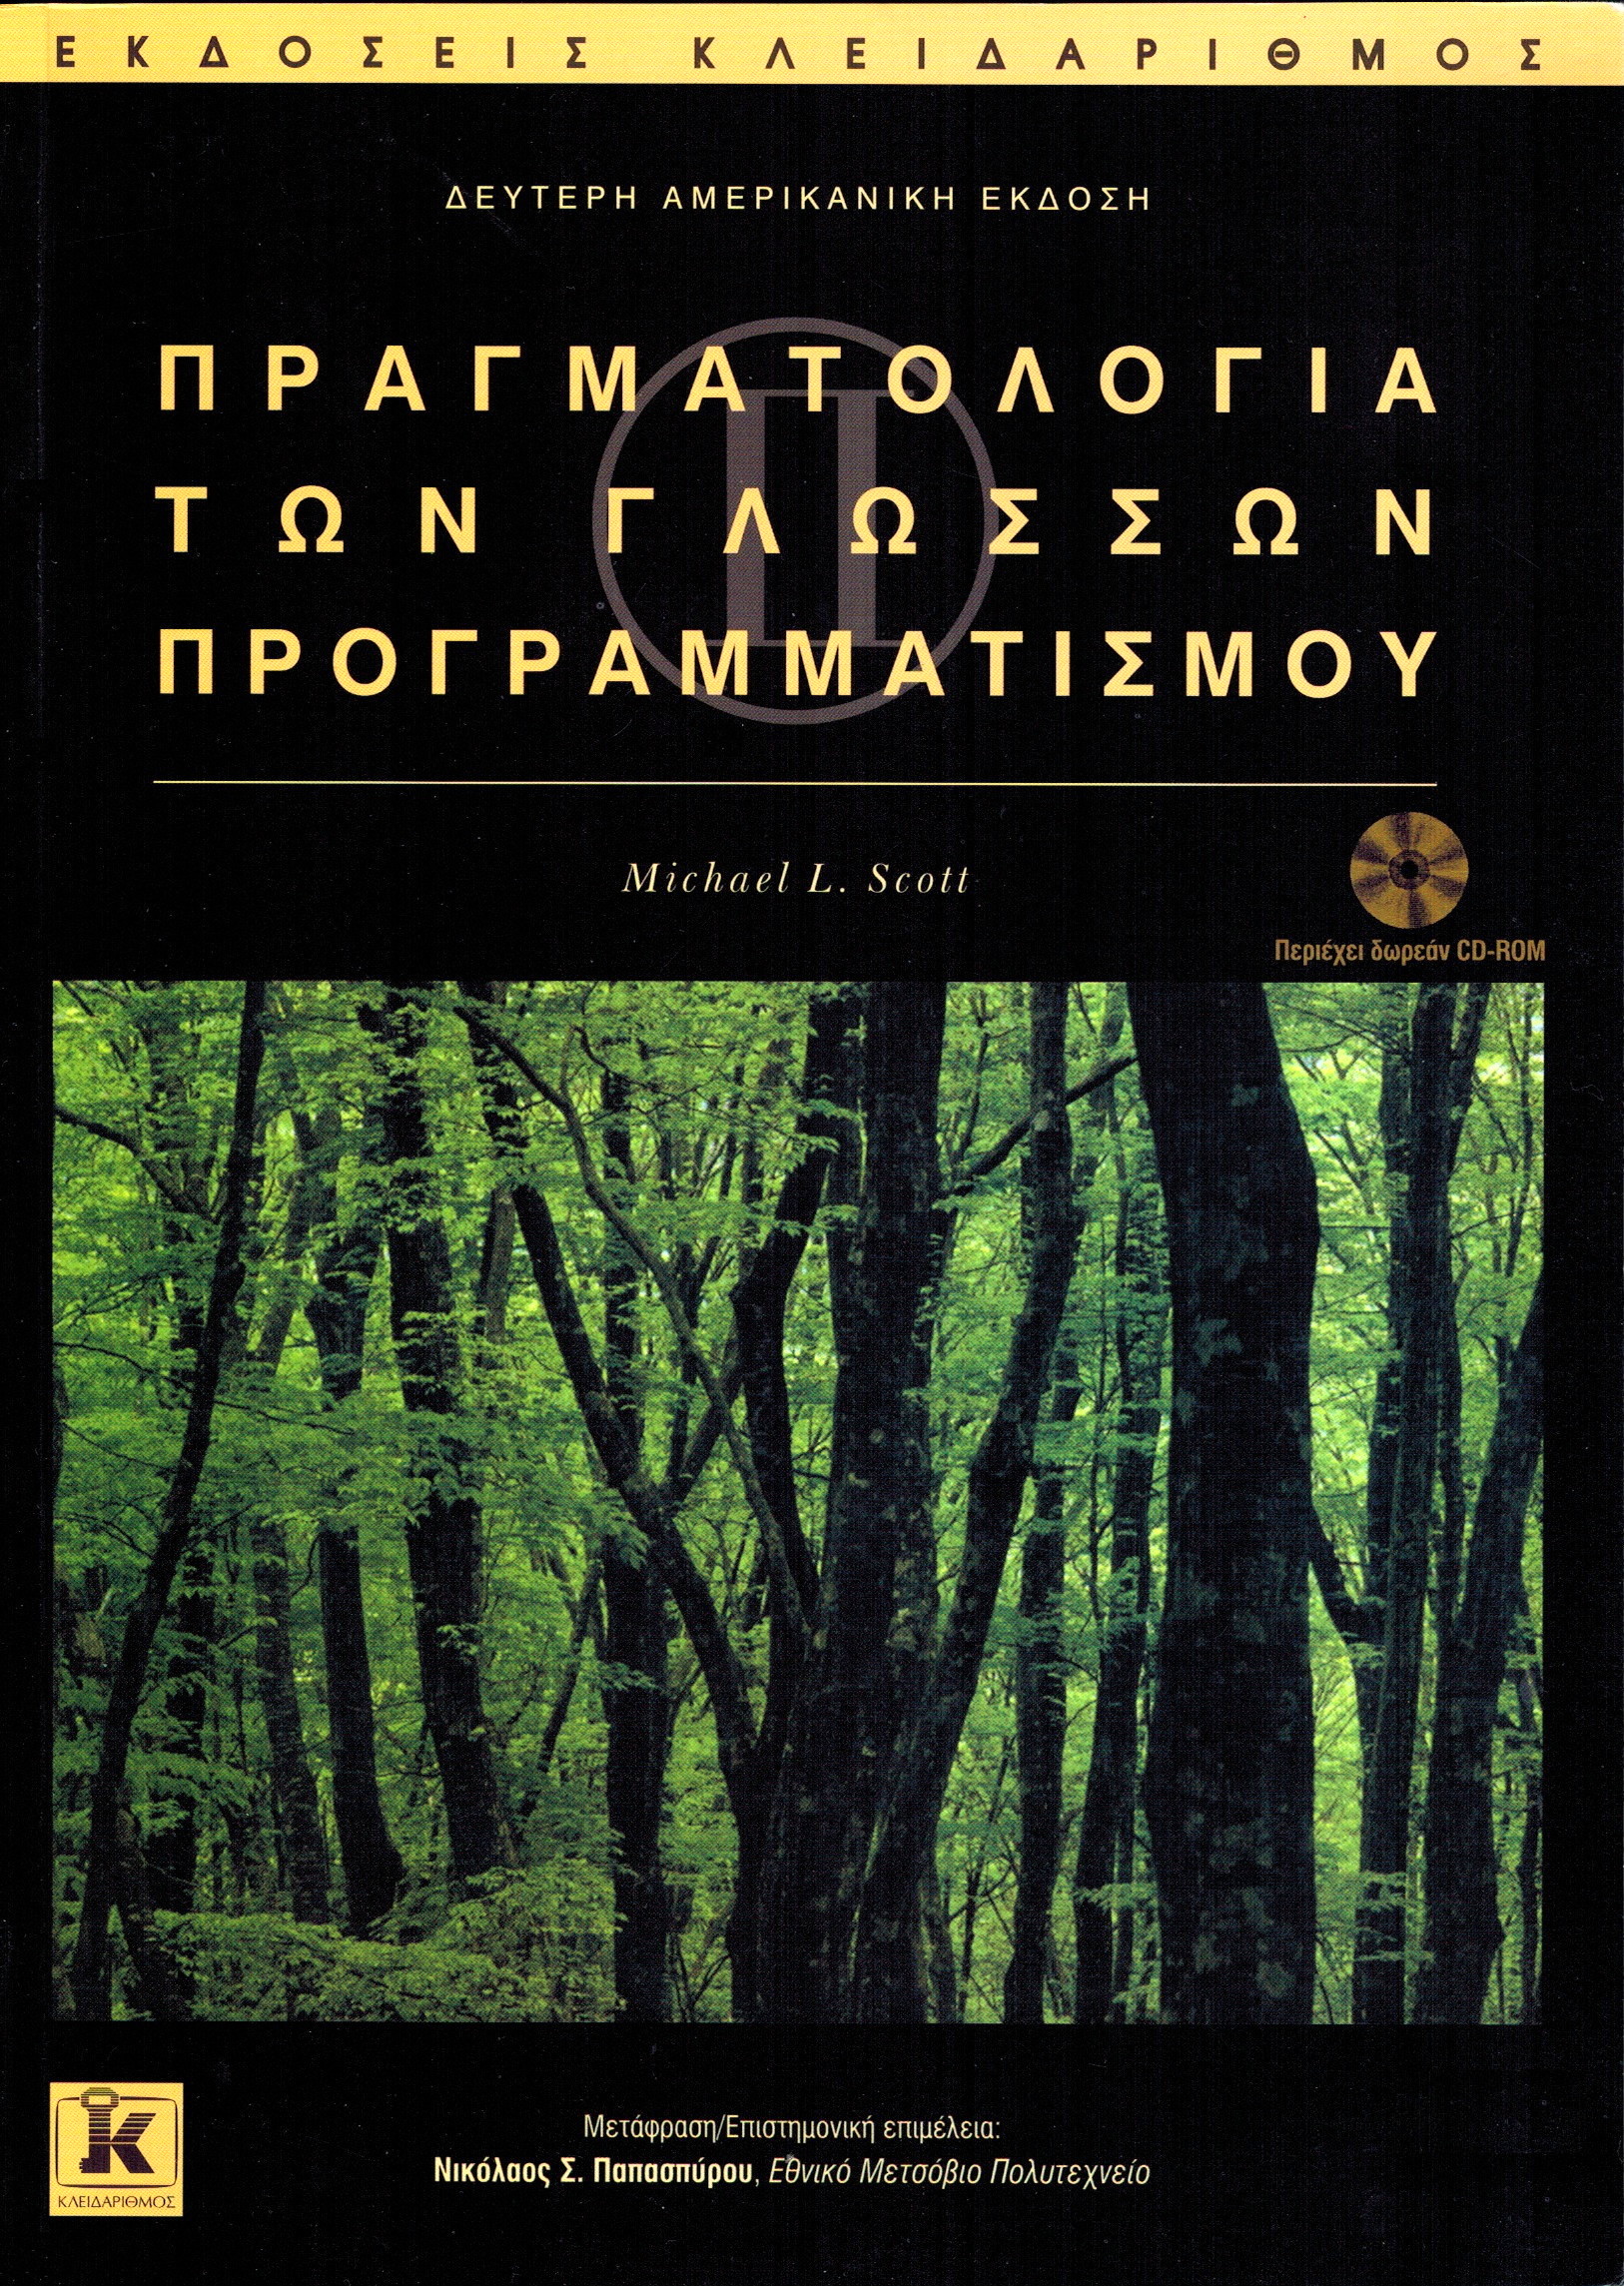 ΕΚΔΟΣΕΙΣ ΚΛΕΙΔΑΡΙΘΜΟΣ
ΔΕΥΤΕΡΗ ΑΜΕΡΙΚΑΝΙΚΗ ΕΚΔΟΣΗ
ΠΡΑΓΜΑΤΟΛΟΓΙΑ
ΤΩΝ ΓΛΩΣΣΩΝ
ΠΡΟΓΡΑΜΜΑΤΙΣΜΟΥ
II
Michael L. Scott
Περιέχει δωρεάν CD-ROM
Μετάφραση/Επιστημονική επιμέλεια:
Νικόλαος Σ. Παπασπύρου, Εθνικό Μετσόβιο Πολυτεχνείο
K
ΚΛΕΙΔΑΡΙΘΜΟΣ